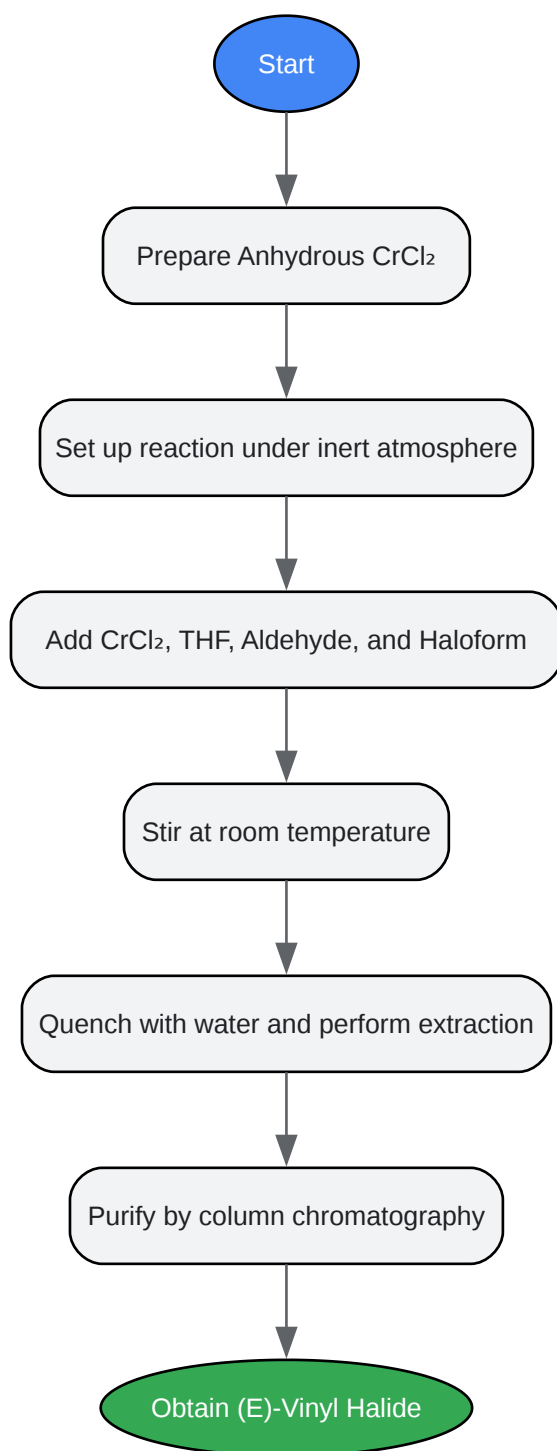 Start
Prepare Anhydrous CrCl₂
Set up reaction under inert atmosphere
Add CrCl₂, THF, Aldehyde, and Haloform
Stir at room temperature
Quench with water and perform extraction
Purify by column chromatography
Obtain (E)-Vinyl Halide